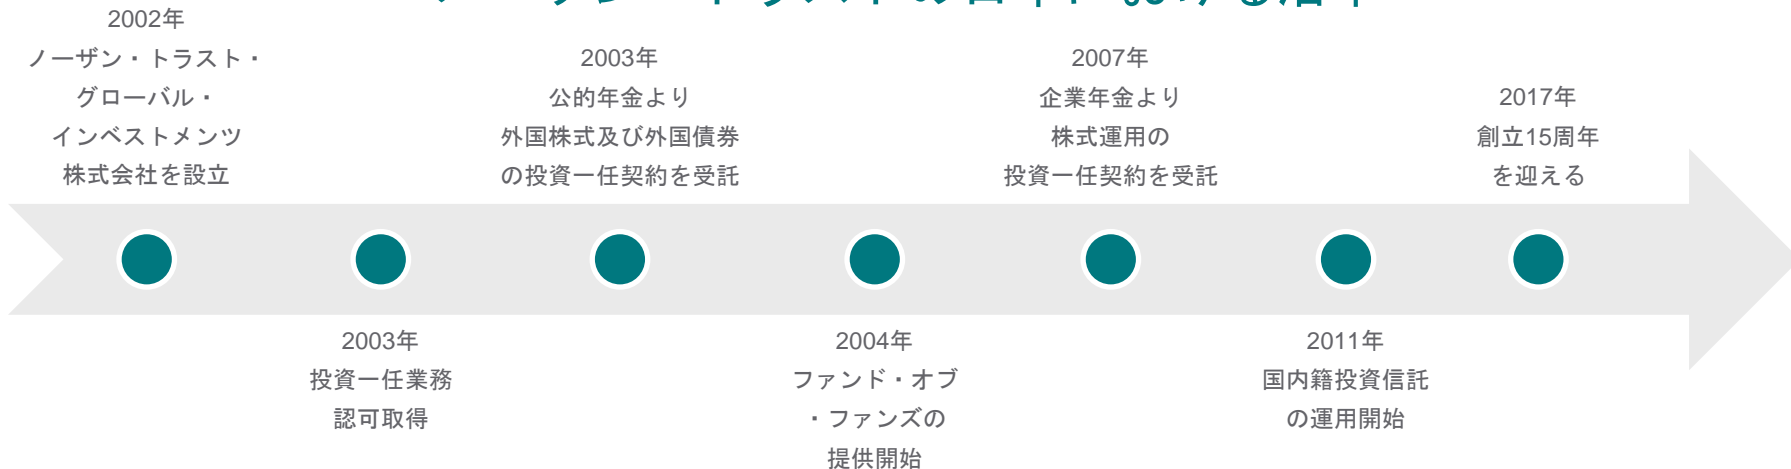 2002年
ノーザン・トラスト・
グローバル・
インベストメンツ
株式会社を設立
2003年
投資一任業務
認可取得
2003年
公的年金より
外国株式及び外国債券
の投資一任契約を受託
2004年
ファンド・オブ
・ファンズの
提供開始
2007年
企業年金より
株式運用の
投資一任契約を受託
2011年
国内籍投資信託
の運用開始
2017年
創立15周年
を迎える